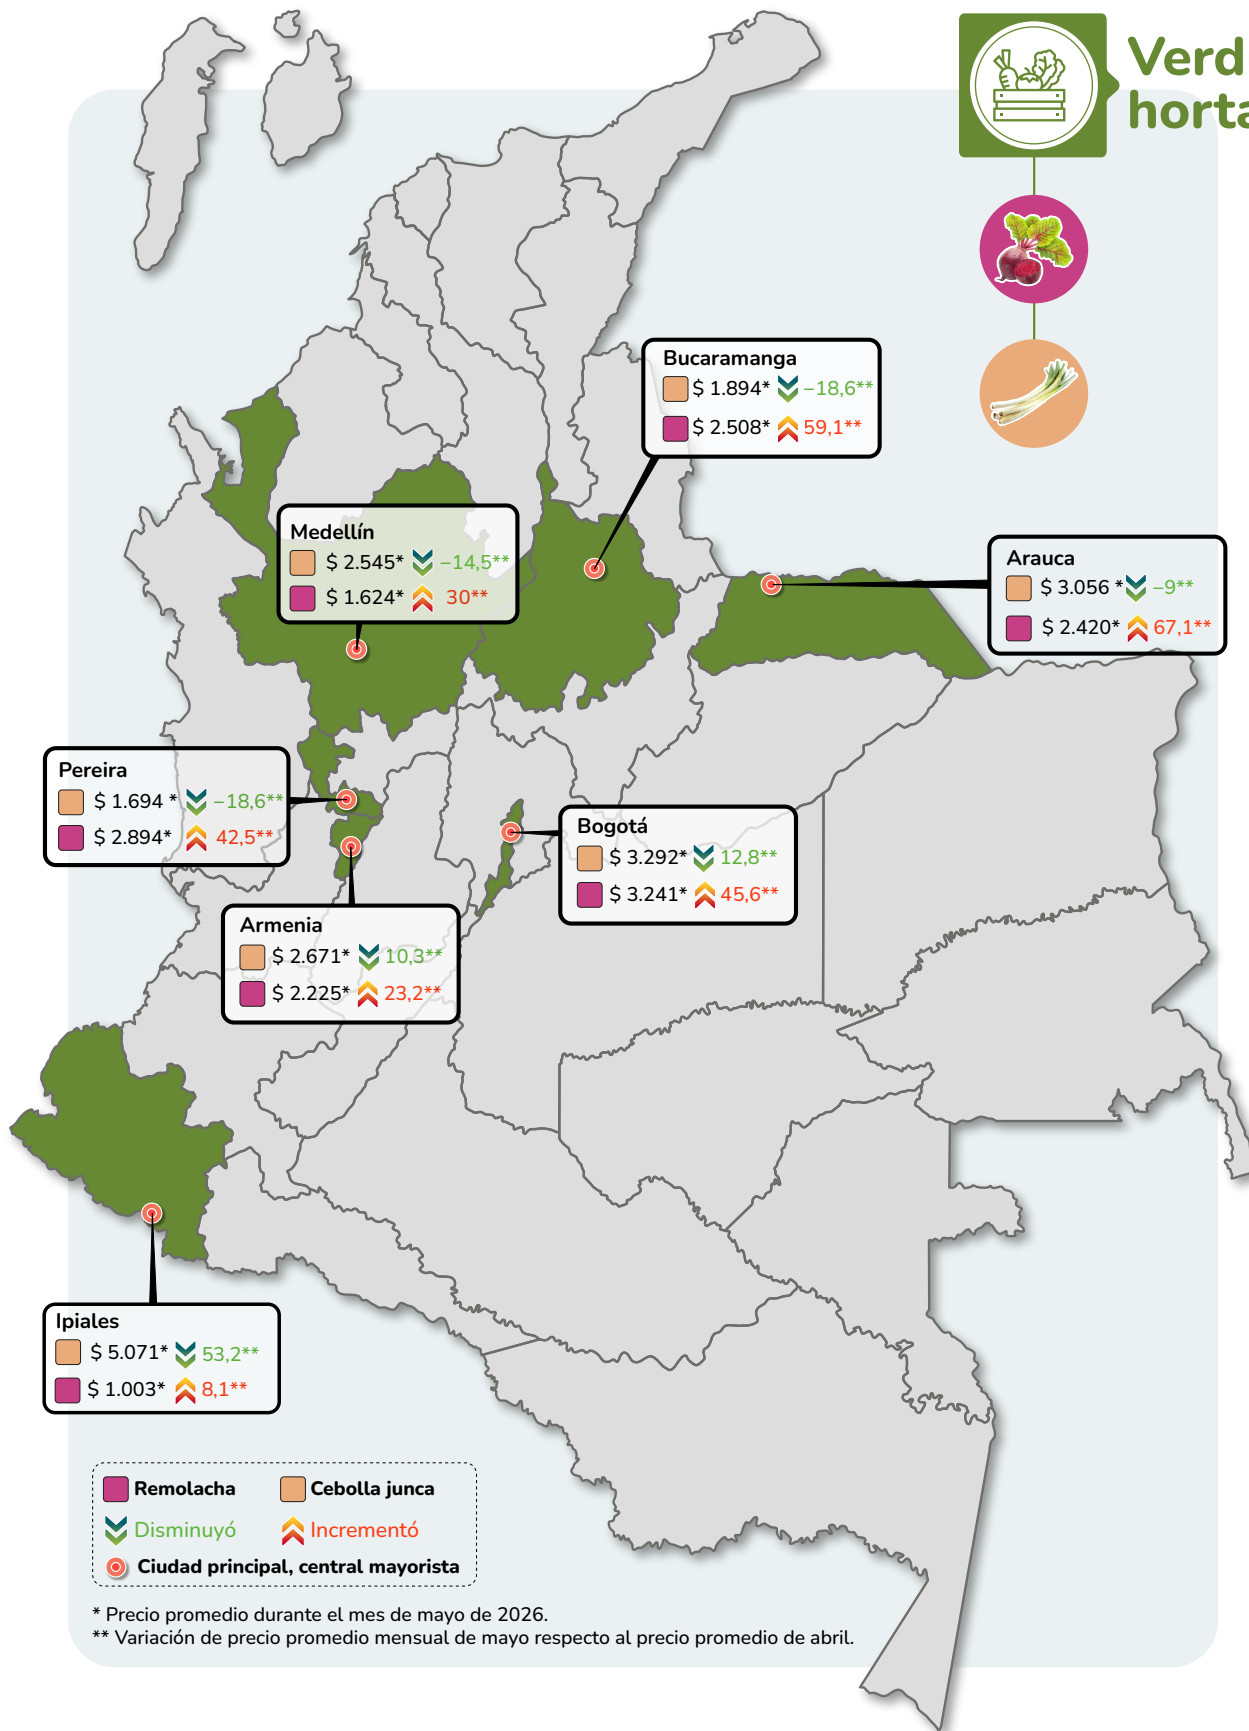 Verd
horta
Bucaramanga
$ 1.894* −18,6**
$ 2.508* 59,1**
Medellín
$ 2.545* −14,5**
$ 1.624* 30**
Arauca
$ 3.056 * −9**
$ 2.420* 67,1**
Pereira
$ 1.694 * −18,6**
$ 2.894* 42,5**
Bogotá
$ 3.292* 12,8**
$ 3.241* 45,6**
Armenia
$ 2.671* 10,3**
$ 2.225* 23,2**
Ipiales
$ 5.071* 53,2**
$ 1.003* 8,1**
Remolacha Cebolla junca
Disminuyó Incrementó
Ciudad principal, central mayorista
* Precio promedio durante el mes de mayo de 2026.
** Variación de precio promedio mensual de mayo respecto al precio promedio de abril.